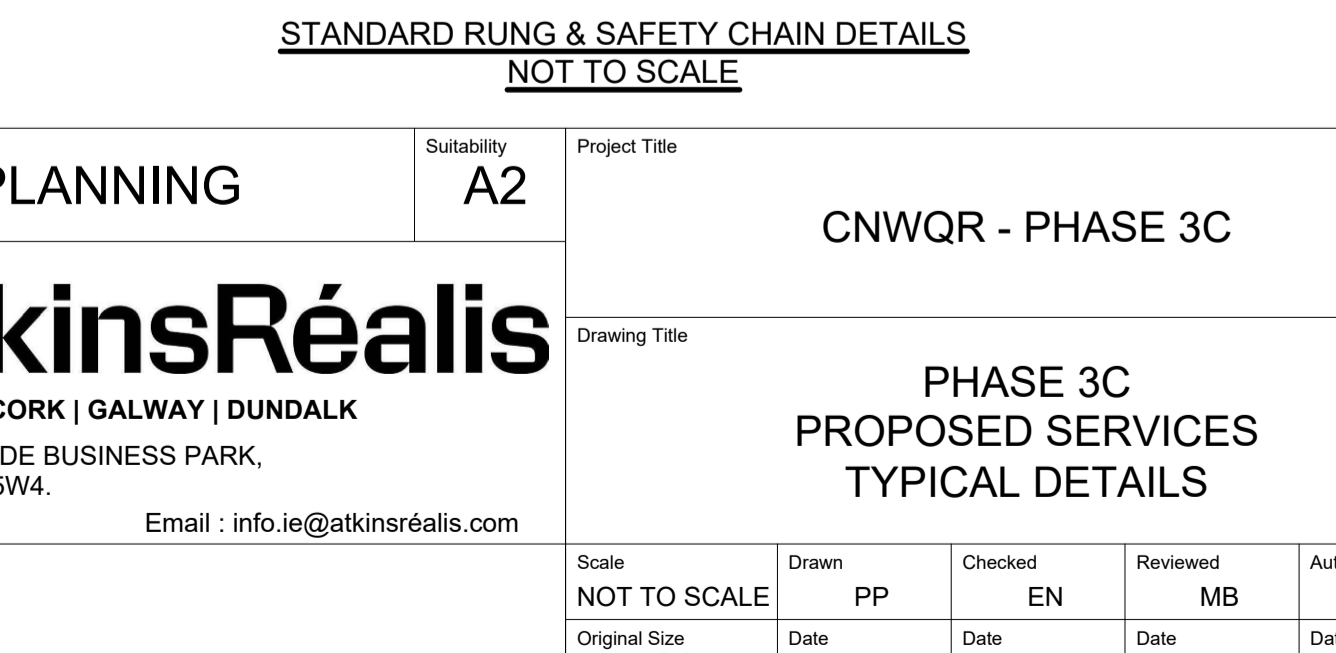 STANDARD RUNG & SAFETY CHAIN DETAILS
NOT TO SCALE
PLANNING
Suitability
A2
Project Title
CNWQR - PHASE 3C
kinsRéalis
CORK | GALWAY | DUNDALK
DE BUSINESS PARK,
5W4.
Email : info.ie@atkinsréalis.com
Drawing Title
PHASE 3C
PROPOSED SERVICES
TYPICAL DETAILS
Scale
NOT TO SCALE
Drawn
PP
Checked
EN
Reviewed
MB
Aut
Original Size
Date
Date
Date
Dat